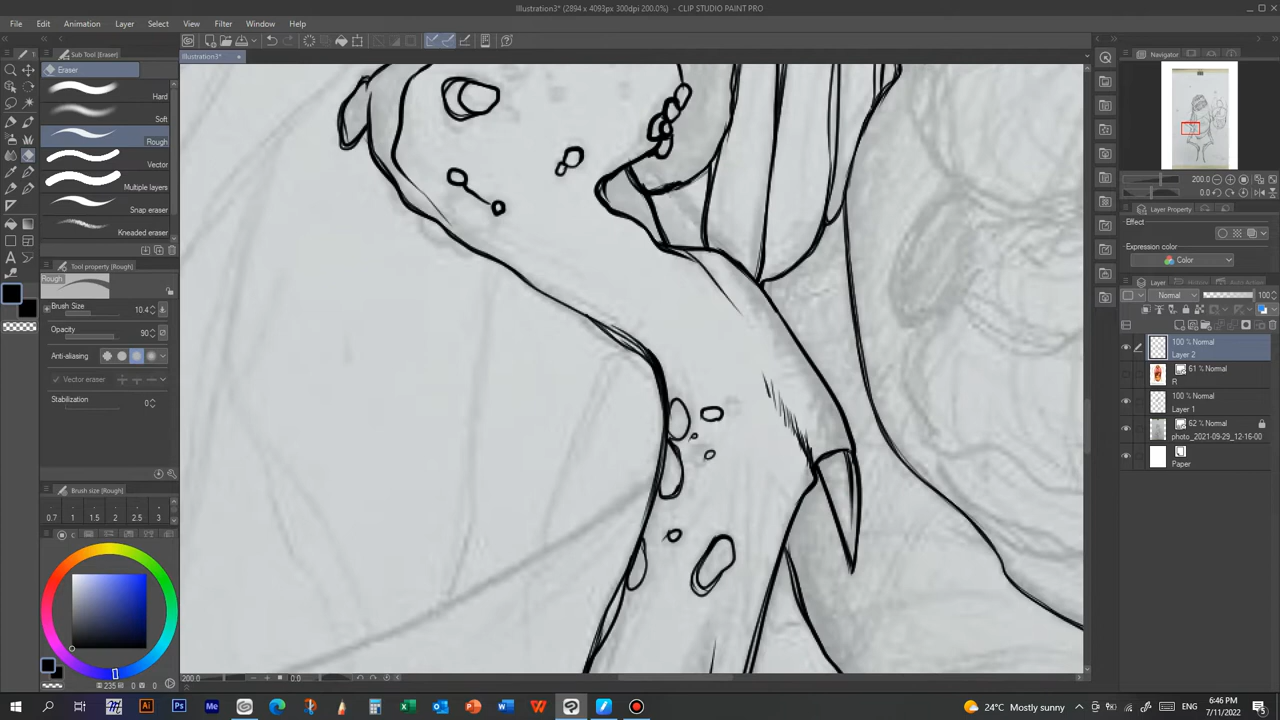 Illustration3* (2894 x 4093px 300dpi 200.0%) - CLIP STUDIO PAINT PRO
File Edit Animation Layer Select View Filter Window Help
Sub Tool [Eraser]
Illustration3*
Navigator
Eraser
Hard
Soft
Rough
Vector
Multiple layers
Snap eraser
Kneaded eraser
200.0
0.0
Layer Property
Effect
Expression color
Color
Tool property [Rough]
Rough
Brush Size 10.4
Opacity 90
Anti-aliasing
Vector eraser
Stabilization 0
Layer
Normal 100
100 % Normal
Layer 2
61 % Normal
R
100 % Normal
Layer 1
62 % Normal
photo_2021-09-29_12-16-00
Paper
Brush size [Rough]
0.7 1 1.5 2 2.5 3
235 0 0
200.0 0.0
24°C Mostly sunny
6:46 PM
7/11/2022